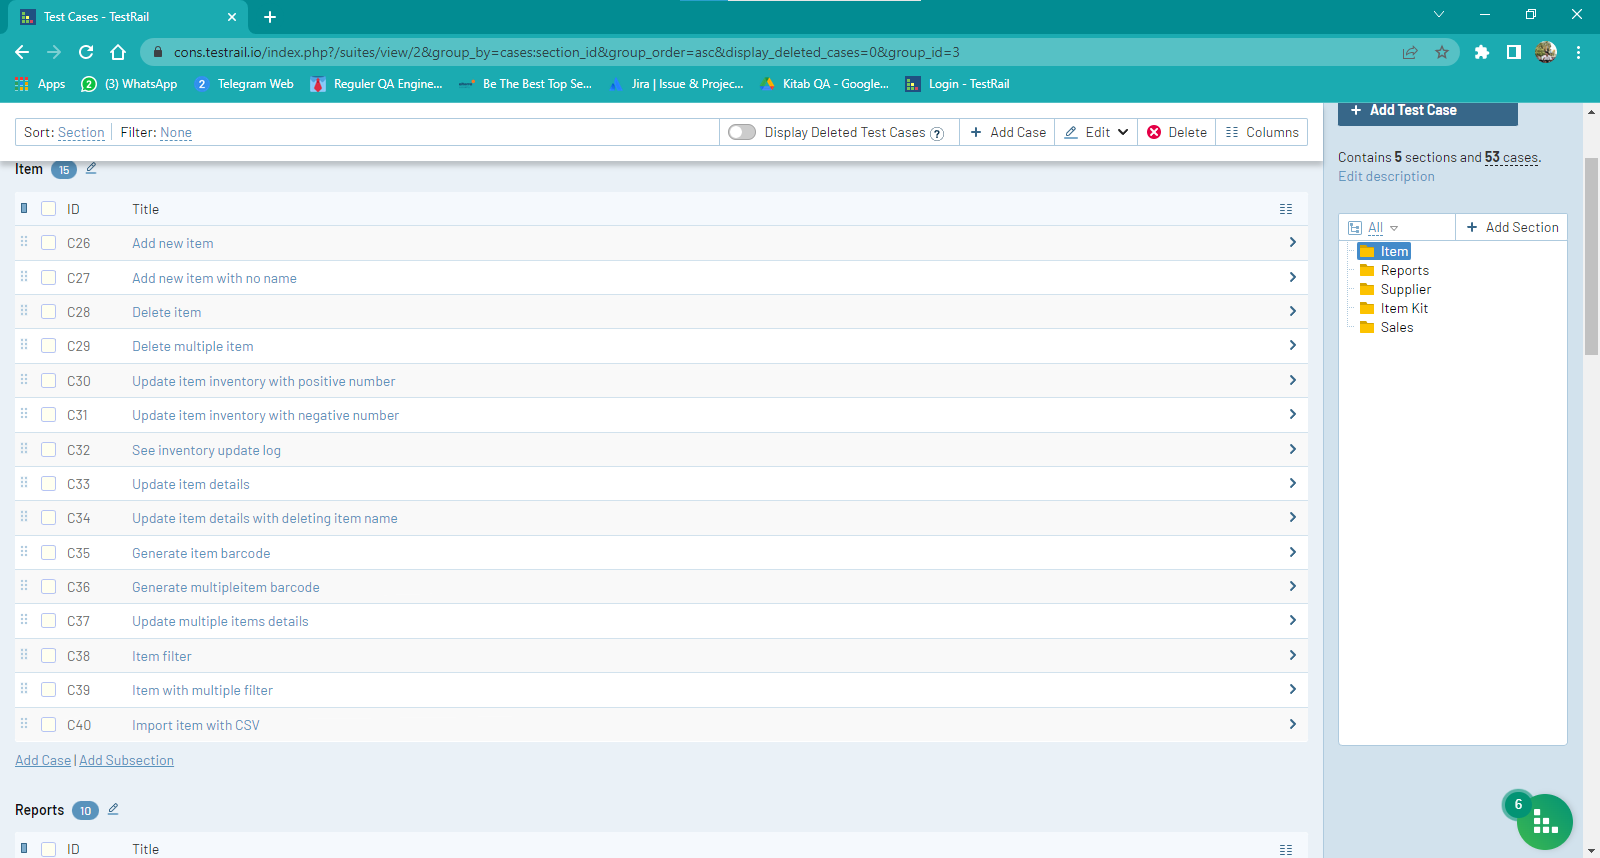 Test Cases - TestRail
cons.testrail.io/index.php?/suites/view/2&group_by=cases:section_id&group_order=asc&display_deleted_cases=0&group_id=3
Apps (3) WhatsApp Telegram Web Reguler QA Engine... Be The Best Top Se... Jira | Issue & Projec... Kitab QA - Google... Login - TestRail
2 2
Sort: Section Filter: None Display Deleted Test Cases ? + Add Case Edit Delete Columns
Item 15
ID Title
C26 Add new item
C27 Add new item with no name
C28 Delete item
C29 Delete multiple item
C30 Update item inventory with positive number
C31 Update item inventory with negative number
C32 See inventory update log
C33 Update item details
C34 Update item details with deleting item name
C35 Generate item barcode
C36 Generate multipleitem barcode
C37 Update multiple items details
C38 Item filter
C39 Item with multiple filter
C40 Import item with CSV
Add Case | Add Subsection
Reports 10
ID Title
+ Add Test Case
Contains 5 sections and 53 cases.
Edit description
All + Add Section
Item
Reports
Supplier
Item Kit
Sales
6